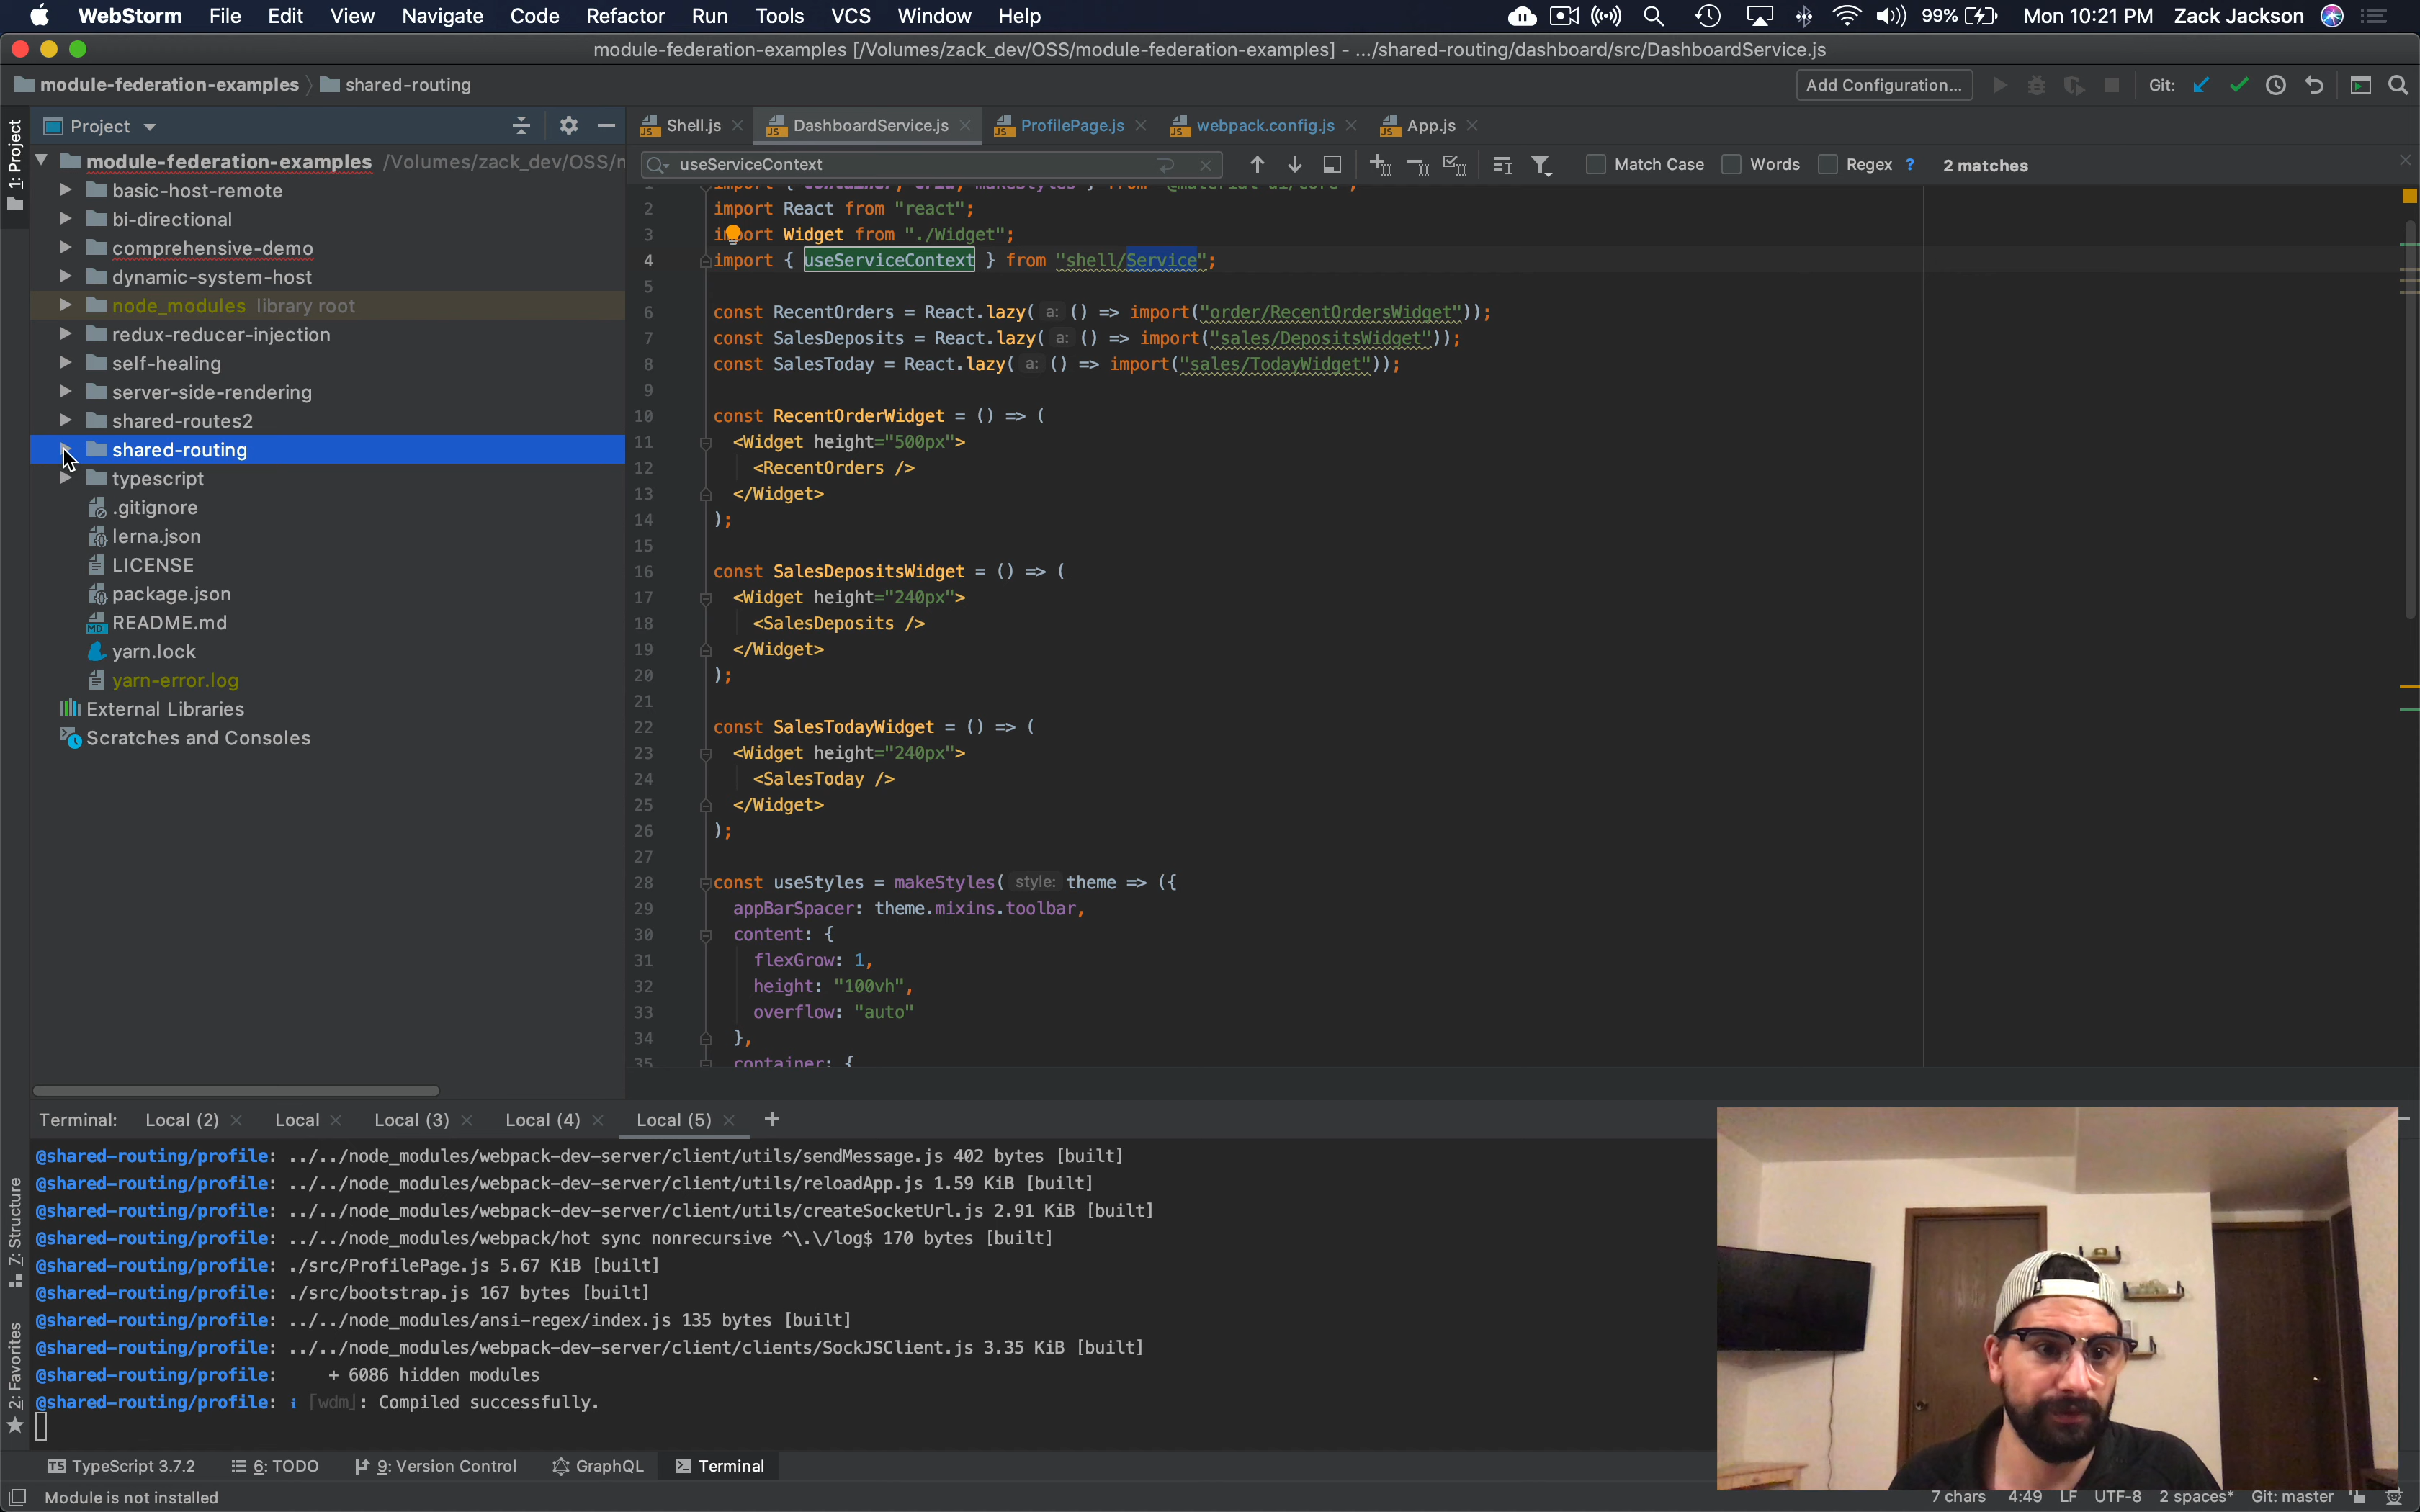 WebStorm File Edit View Navigate Code Refactor Run Tools VCS Window Help 99% Mon 10:21 PM Zack Jackson
module-federation-examples [/Volumes/zack_dev/OSS/module-federation-examples] - .../shared-routing/dashboard/src/DashboardService.js
module-federation-examples shared-routing Add Configuration... Git:
1: Project
Project
module-federation-examples /Volumes/zack_dev/OSS/
basic-host-remote
bi-directional
comprehensive-demo
dynamic-system-host
node_modules library root
redux-reducer-injection
self-healing
server-side-rendering
shared-routes2
shared-routing
typescript
.gitignore
lerna.json
LICENSE
package.json
README.md
yarn.lock
yarn-error.log
External Libraries
Scratches and Consoles
Shell.js DashboardService.js ProfilePage.js webpack.config.js App.js
useServiceContext Match Case Words Regex ? 2 matches
2 import React from "react";
3 import Widget from "./Widget";
4 import { useServiceContext } from "shell/Service";
5
6 const RecentOrders = React.lazy( a: () => import("order/RecentOrdersWidget"));
7 const SalesDeposits = React.lazy( a: () => import("sales/DepositsWidget"));
8 const SalesToday = React.lazy( a: () => import("sales/TodayWidget"));
9
10 const RecentOrderWidget = () => (
11 <Widget height="500px">
12 <RecentOrders />
13 </Widget>
14 );
15
16 const SalesDepositsWidget = () => (
17 <Widget height="240px">
18 <SalesDeposits />
19 </Widget>
20 );
21
22 const SalesTodayWidget = () => (
23 <Widget height="240px">
24 <SalesToday />
25 </Widget>
26 );
27
28 const useStyles = makeStyles( style: theme => ({
29 appBarSpacer: theme.mixins.toolbar,
30 content: {
31 flexGrow: 1,
32 height: "100vh",
33 overflow: "auto"
34 },
35 container: {
Terminal: Local (2) Local Local (3) Local (4) Local (5)
@shared-routing/profile: ../../node_modules/webpack-dev-server/client/utils/sendMessage.js 402 bytes [built]
@shared-routing/profile: ../../node_modules/webpack-dev-server/client/utils/reloadApp.js 1.59 KiB [built]
@shared-routing/profile: ../../node_modules/webpack-dev-server/client/utils/createSocketUrl.js 2.91 KiB [built]
@shared-routing/profile: ../../node_modules/webpack/hot sync nonrecursive ^\.\/log$ 170 bytes [built]
@shared-routing/profile: ./src/ProfilePage.js 5.67 KiB [built]
@shared-routing/profile: ./src/bootstrap.js 167 bytes [built]
@shared-routing/profile: ../../node_modules/ansi-regex/index.js 135 bytes [built]
@shared-routing/profile: ../../node_modules/webpack-dev-server/client/clients/SockJSClient.js 3.35 KiB [built]
@shared-routing/profile: + 6086 hidden modules
@shared-routing/profile: ℹ ｢wdm｣: Compiled successfully.
7: Structure
2: Favorites
TypeScript 3.7.2 6: TODO 9: Version Control GraphQL Terminal
Module is not installed 7 chars 4:49 LF UTF-8 2 spaces* Git: master